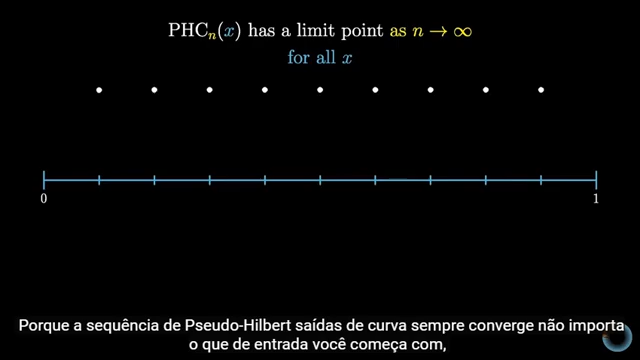 PHCₙ(x) has a limit point as n → ∞
for all x
0 1
Porque a sequência de Pseudo-Hilbert saídas de curva sempre converge não importa
o que de entrada você começa com,